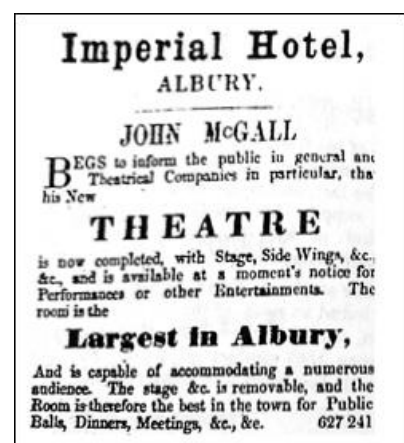 Imperial Hotel,
ALBURY.
JOHN McGALL
BEGS to inform the public in general and
Theatrical Companies in particular, tha
his New
THEATRE
is now completed, with Stage, Side Wings, &c.,
&c., and is available at a moment's notice for
Performances or other Entertainments. The
room is the
Largest in Albury,
And is capable of accommodating a numerous
audience. The stage &c. is removable, and the
Room is therefore the best in the town for Public
Balls, Dinners, Meetings, &c., &c. 627 241